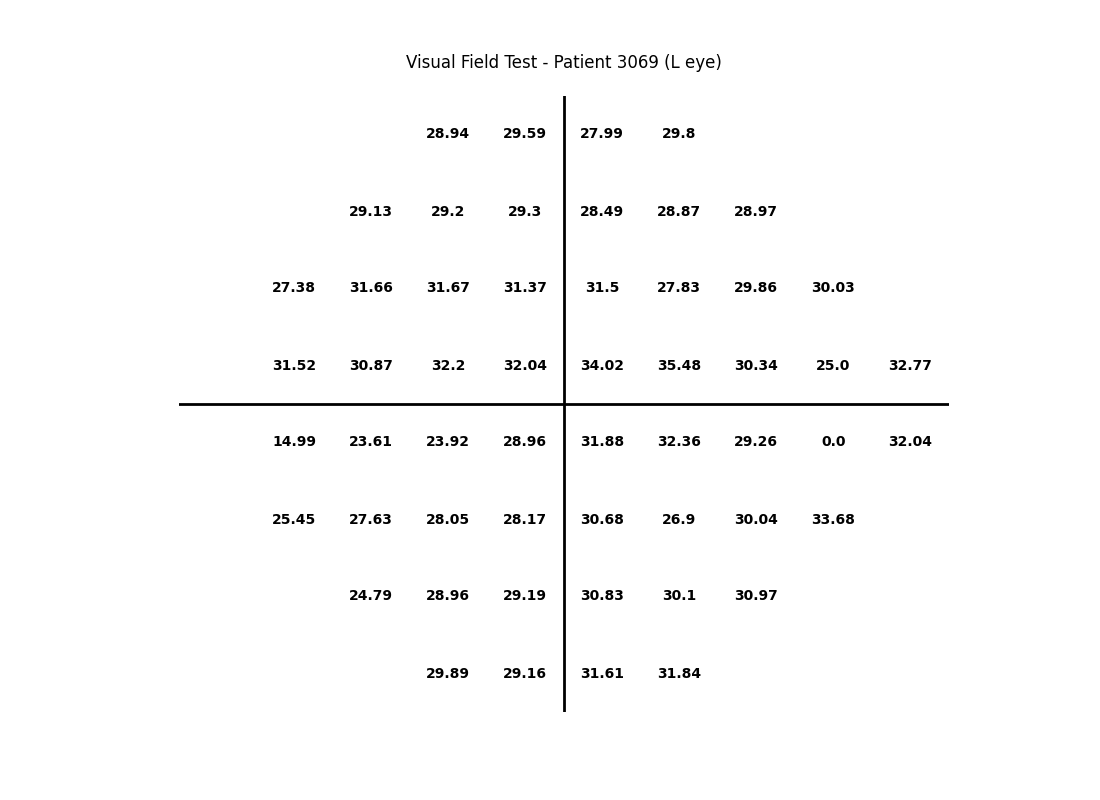 Visual Field Test - Patient 3069 (L eye)
28.94 29.59 27.99 29.8
29.13 29.2 29.3 28.49 28.87 28.97
27.38 31.66 31.67 31.37 31.5 27.83 29.86 30.03
31.52 30.87 32.2 32.04 34.02 35.48 30.34 25.0 32.77
14.99 23.61 23.92 28.96 31.88 32.36 29.26 0.0 32.04
25.45 27.63 28.05 28.17 30.68 26.9 30.04 33.68
24.79 28.96 29.19 30.83 30.1 30.97
29.89 29.16 31.61 31.84